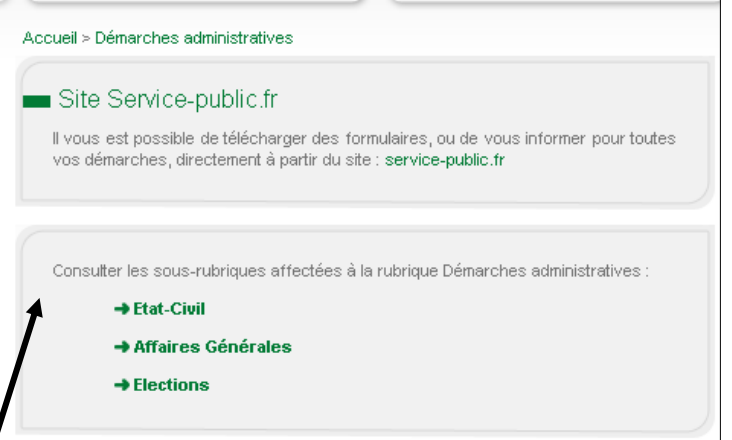 Accueil > Démarches administratives
Site Service-public.fr
Il vous est possible de télécharger des formulaires, ou de vous informer pour toutes
vos démarches, directement à partir du site : service-public.fr
Consulter les sous-rubriques affectées à la rubrique Démarches administratives :
➔ Etat-Civil
➔ Affaires Générales
➔ Elections